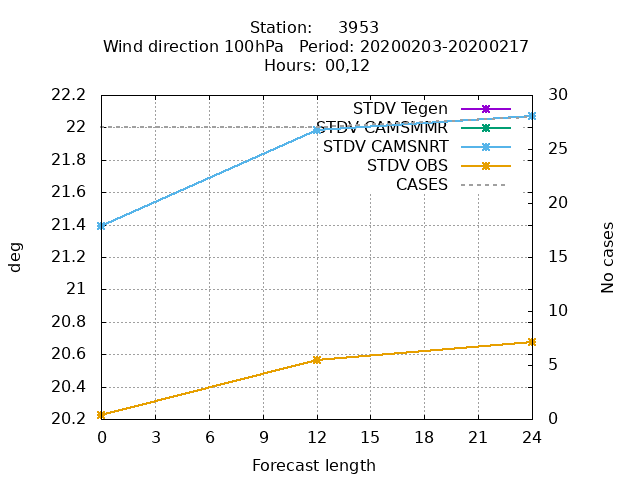 Station:     3953
Wind direction 100hPa   Period: 20200203-20200217
Hours: 00,12
22.2
22
21.8
21.6
21.4
21.2
21
20.8
20.6
20.4
20.2
deg
STDV Tegen
STDV CAMSMMR
STDV CAMSNRT
STDV OBS
CASES
30
25
20
15
10
5
0
No cases
0 3 6 9 12 15 18 21 24
Forecast length